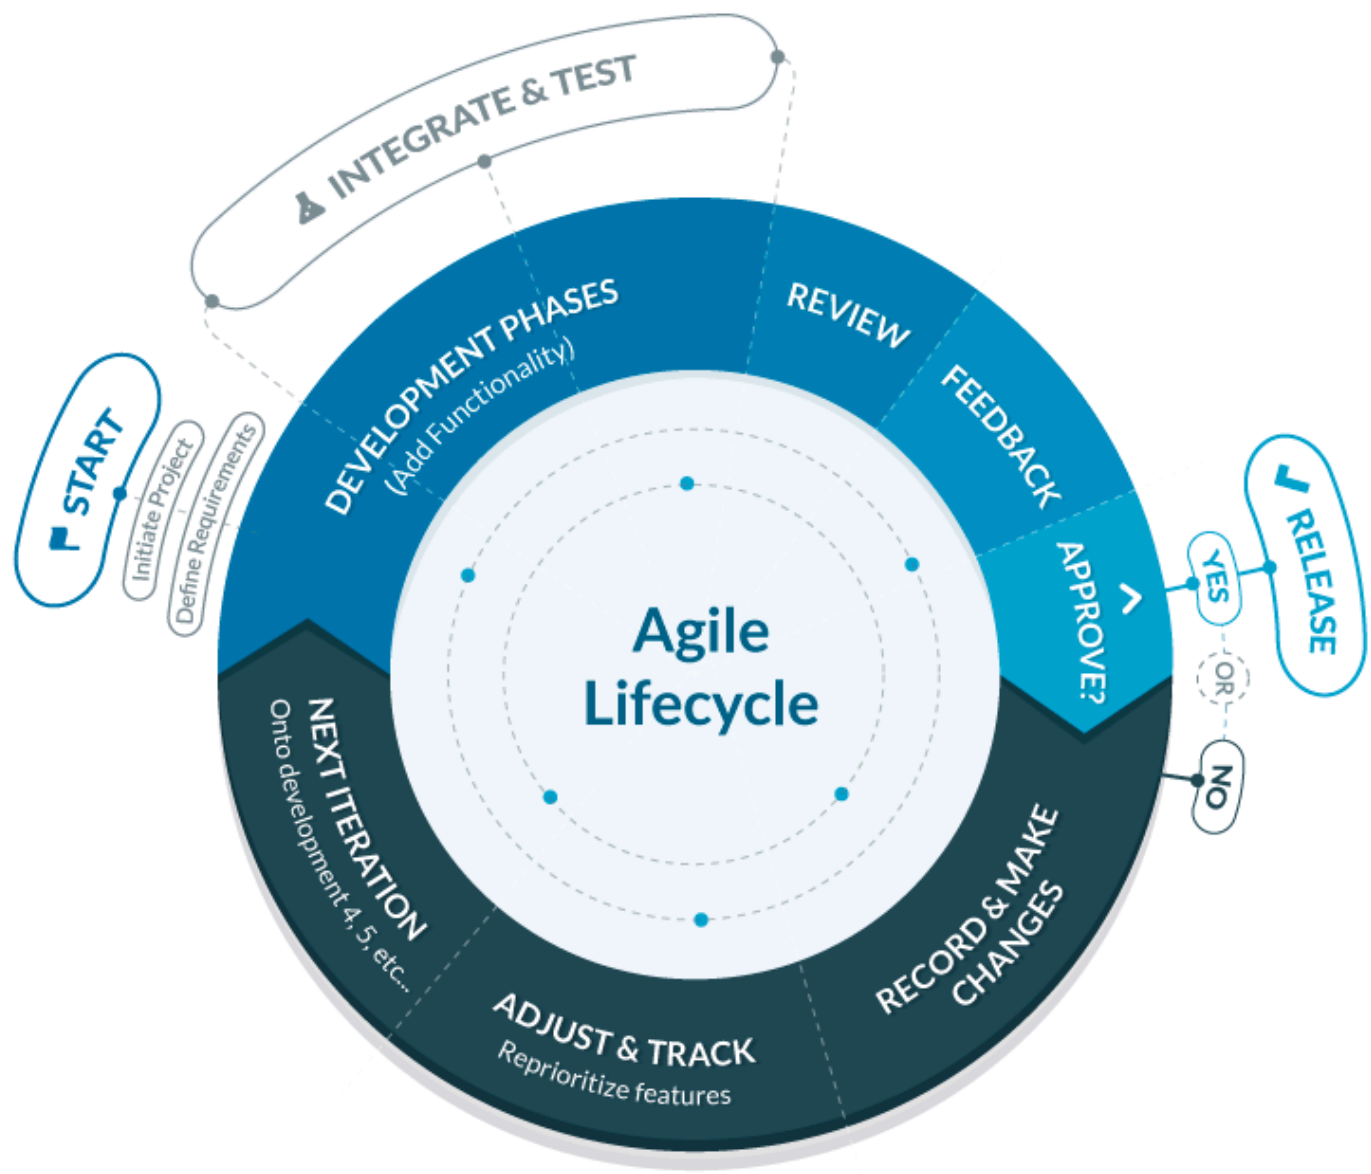 INTEGRATE & TEST
START
Initiate Project
Define Requirements
DEVELOPMENT PHASES
(Add Functionality)
REVIEW
FEEDBACK
APPROVE?
YES
RELEASE
OR
NO
RECORD & MAKE
CHANGES
ADJUST & TRACK
Reprioritize features
NEXT ITERATION
Onto development 4, 5, etc...
Agile
Lifecycle